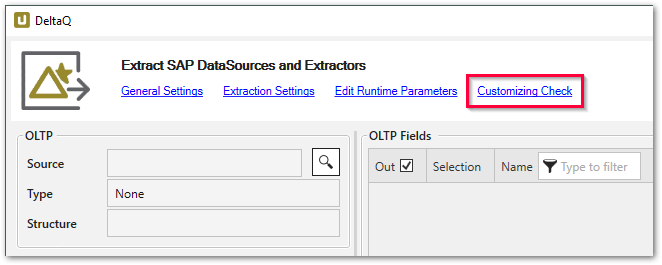 DeltaQ
Extract SAP DataSources and Extractors
General Settings Extraction Settings Edit Runtime Parameters Customizing Check
OLTP
Source
Type None
Structure
OLTP Fields
Out Selection Name Type to filter